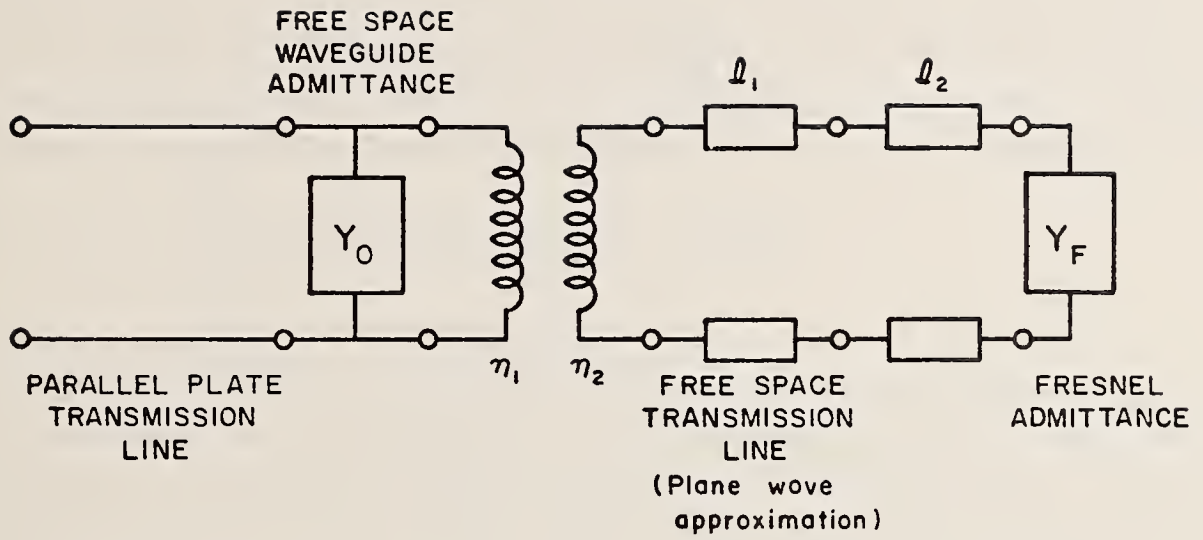 FREE SPACE
WAVEGUIDE
ADMITTANCE
ℓ₁
ℓ₂
Y₀
Y_F
η₁
η₂
PARALLEL PLATE
TRANSMISSION
LINE
FREE SPACE
TRANSMISSION
LINE
(Plane wave
approximation)
FRESNEL
ADMITTANCE